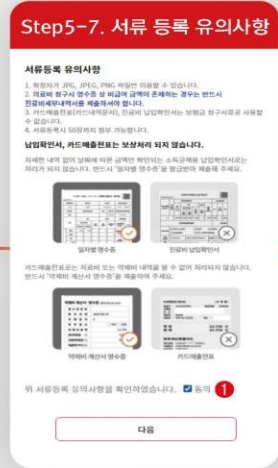 Step5-7. 서류 등록 유의사항
서류등록 유의사항
1. 확장자가 JPG, JPEG, PNG 파일만 이용할 수 있습니다.
2. 의료비 청구시 영수증 상 비급여 금액이 존재하는 경우는 반드시
진료비세부내역서를 제출하셔야 합니다.
3. 카드매출전표(카드내역문자), 진료비 납입확인서는 보험금 청구서류로 사용할
수 없습니다.
4. 서류등록시 50장까지 첨부 가능합니다.
납입확인서, 카드매출전표는 보상처리 되지 않습니다.
자세한 내역 없이 날짜에 따른 금액만 확인되는 소득공제용 납입확인서로는
처리가 되지 않습니다. 반드시 '일자별 영수증'을 발급받아 제출해 주세요.
일자별 영수증
진료비 납입확인서
카드매출전표로는 치료비 또는 약제비 내역을 알 수 없어 처리되지 않습니다.
반드시 '약제비 계산서 영수증'을 제출하여 주세요.
약제비 계산서 영수증
카드매출전표
위 서류등록 유의사항을 확인하였습니다. 동의 1
다음